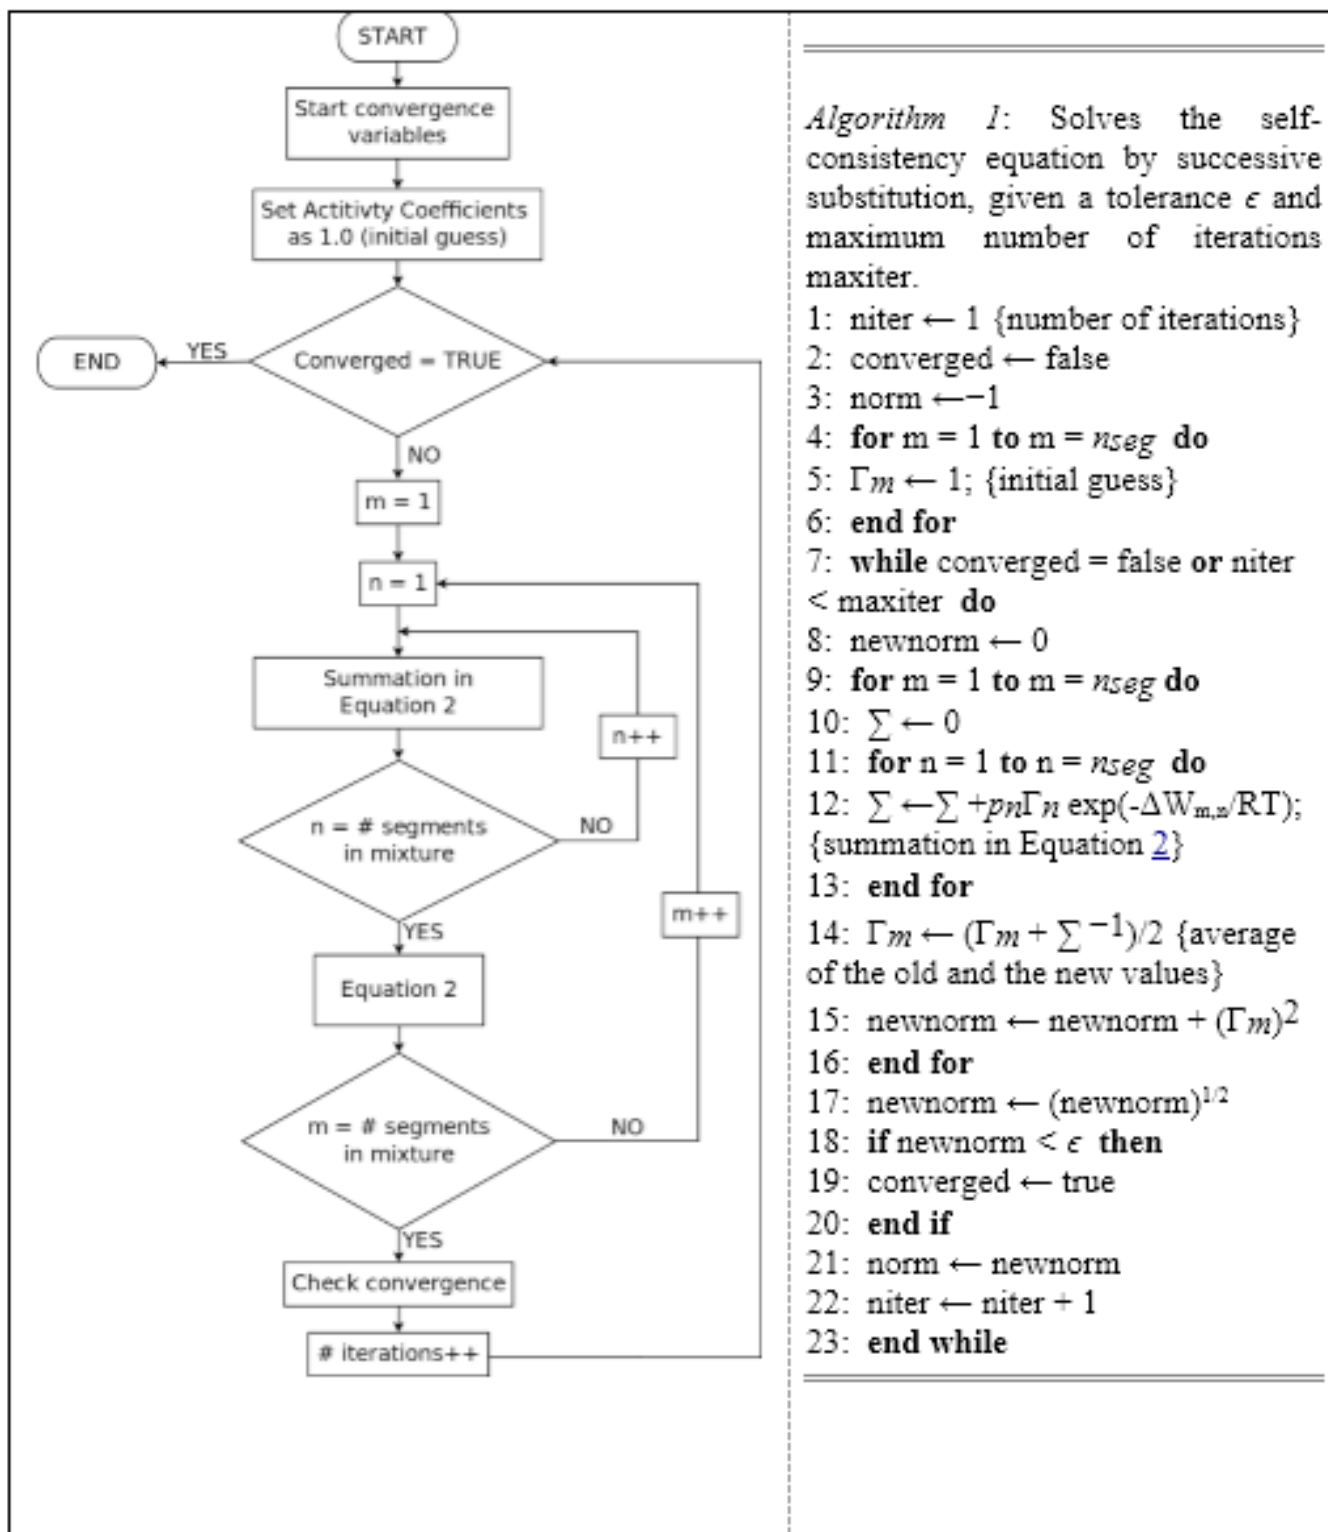 START
Start convergence
variables
Set Actitivty Coefficients
as 1.0 (initial guess)
Converged = TRUE
YES
END
NO
m = 1
n = 1
Summation in
Equation 2
n++
n = # segments
in mixture
NO
YES
m++
Equation 2
m = # segments
in mixture
NO
YES
Check convergence
# iterations++
Algorithm 1: Solves the self-
consistency equation by successive
substitution, given a tolerance ϵ and
maximum number of iterations
maxiter.
1: niter ← 1 {number of iterations}
2: converged ← false
3: norm ←−1
4: for m = 1 to m = nseg do
5: Γm ← 1; {initial guess}
6: end for
7: while converged = false or niter
< maxiter do
8: newnorm ← 0
9: for m = 1 to m = nseg do
10: ∑ ← 0
11: for n = 1 to n = nseg do
12: ∑ ←∑ +pnΓn exp(-ΔWm,n/RT);
{summation in Equation 2}
13: end for
14: Γm ← (Γm + ∑ −1)/2 {average
of the old and the new values}
15: newnorm ← newnorm + (Γm)2
16: end for
17: newnorm ← (newnorm)1/2
18: if newnorm < ϵ then
19: converged ← true
20: end if
21: norm ← newnorm
22: niter ← niter + 1
23: end while